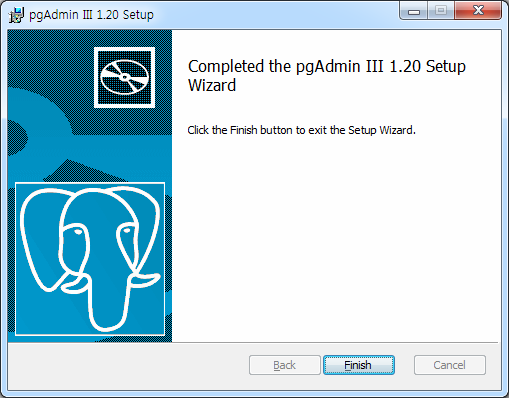 pgAdmin III 1.20 Setup
Completed the pgAdmin III 1.20 Setup
Wizard
Click the Finish button to exit the Setup Wizard.
Back
Finish
Cancel